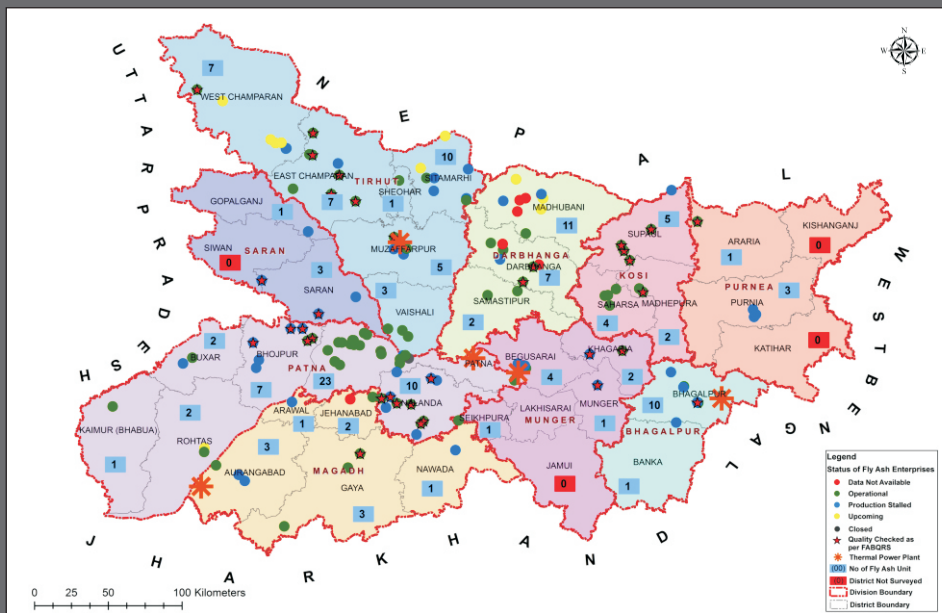 N
W E
S
UTTAR PRADESH
NEPAL
WEST BENGAL
JHARKHAND
7
WEST CHAMPARAN
10
SITAMARHI
EAST CHAMPARAN
TIRHUT
SHEOHAR
7
1
GOPALGANJ
1
MADHUBANI
11
5
SUPAUL
KISHANGANJ
0
ARARIA
1
SIWAN
SARAN
0
MUZAFFARPUR
5
DARBHANGA
DARBHANGA
7
KOSI
PURNEA
3
PURNIA
3
SARAN
3
VAISHALI
SAMASTIPUR
2
SAHARSA
MADHEPURA
4
2
KATIHAR
0
2
BUXAR
BHOJPUR
PATNA
23
7
PATNA
BEGUSARAI
4
KHAGARIA
2
10
NALANDA
10
BHAGALPUR
KAIMUR (BHABUA)
1
2
ROHTAS
ARAWAL
1
JEHANABAD
2
SEIKHPURA
1
LAKHISARAI
MUNGER
MUNGER
1
BHAGALPUR
3
AURANGABAD
MAGADH
GAYA
3
NAWADA
1
JAMUI
0
BANKA
1
Legend
Status of Fly Ash Enterprises
Data Not Available
Operational
Production Stalled
Upcoming
Closed
Quality Checked as
per FABQRS
Thermal Power Plant
(00) No of Fly Ash Unit
(0) District Not Surveyed
Division Boundary
District Boundary
0 20 40 60 80 100 Kilometers